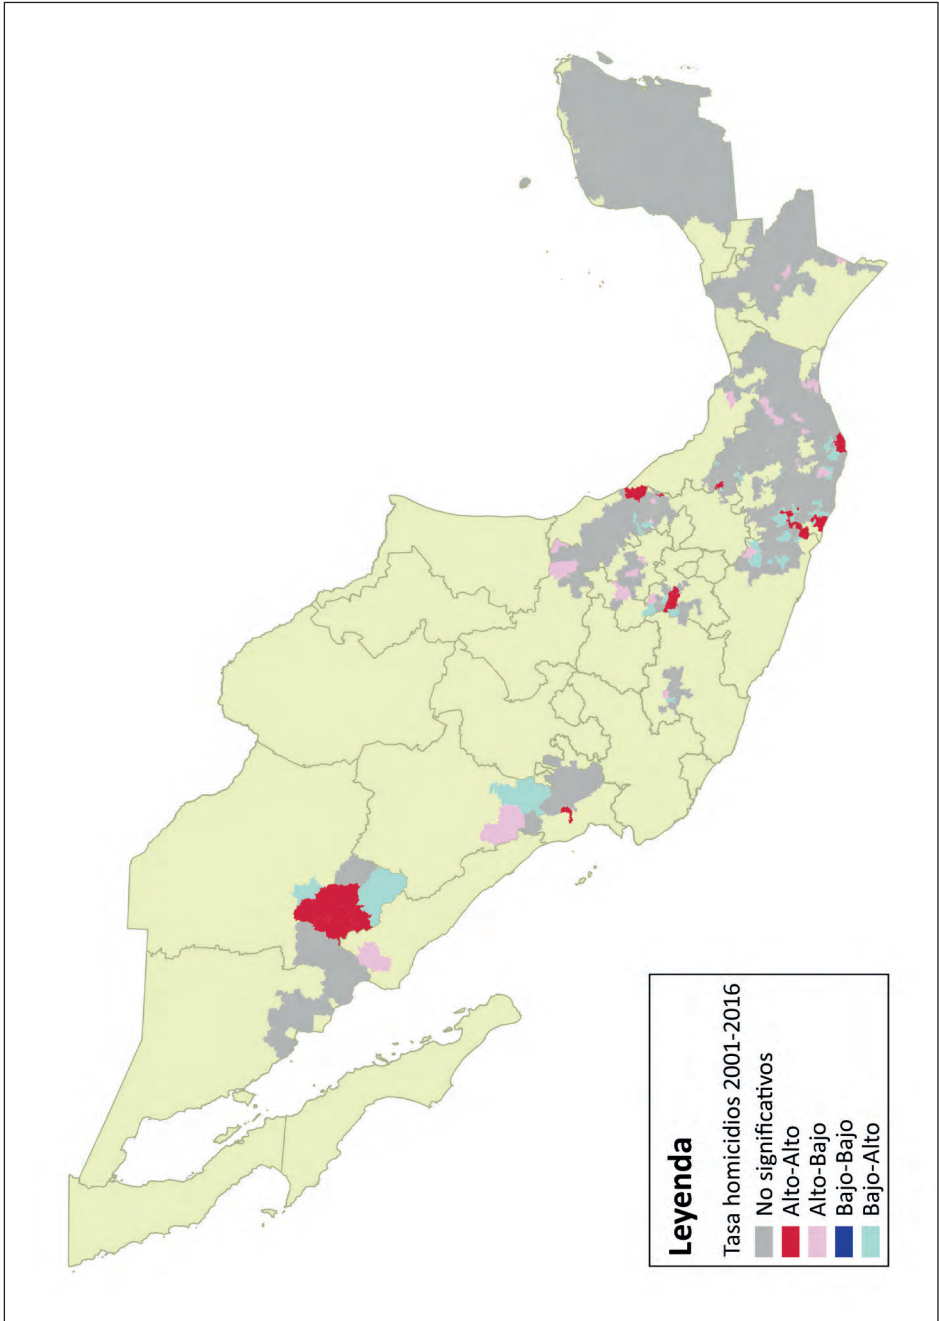 Leyenda
Tasa homicidios 2001-2016
No significativos
Alto-Alto
Alto-Bajo
Bajo-Bajo
Bajo-Alto